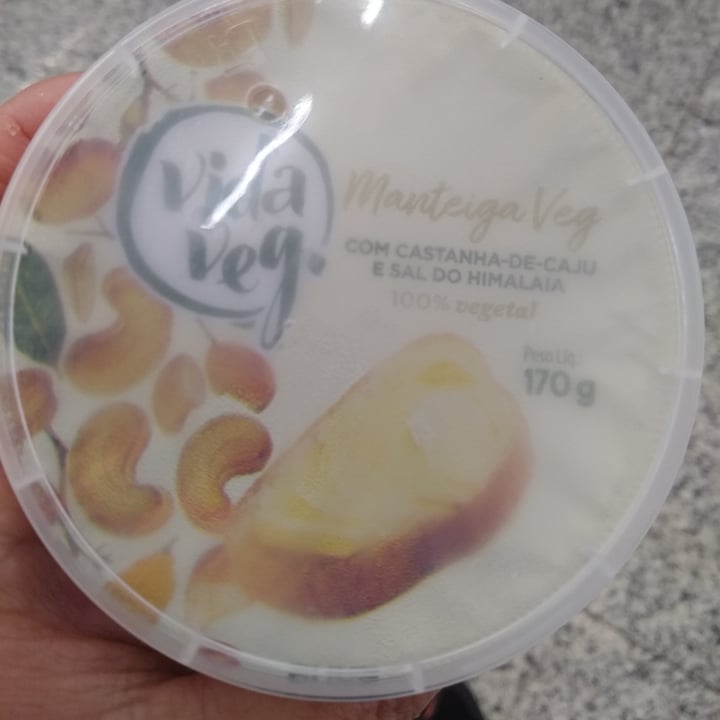 vida
veg.
Manteiga Veg
COM CASTANHA-DE-CAJU
E SAL DO HIMALAIA
100% vegetal
Peso Líq.:
170 g